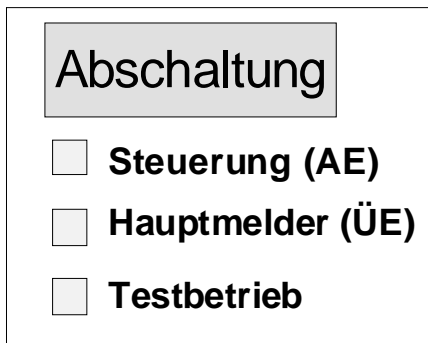 Abschaltung
Steuerung (AE)
Hauptmelder (ÜE)
Testbetrieb